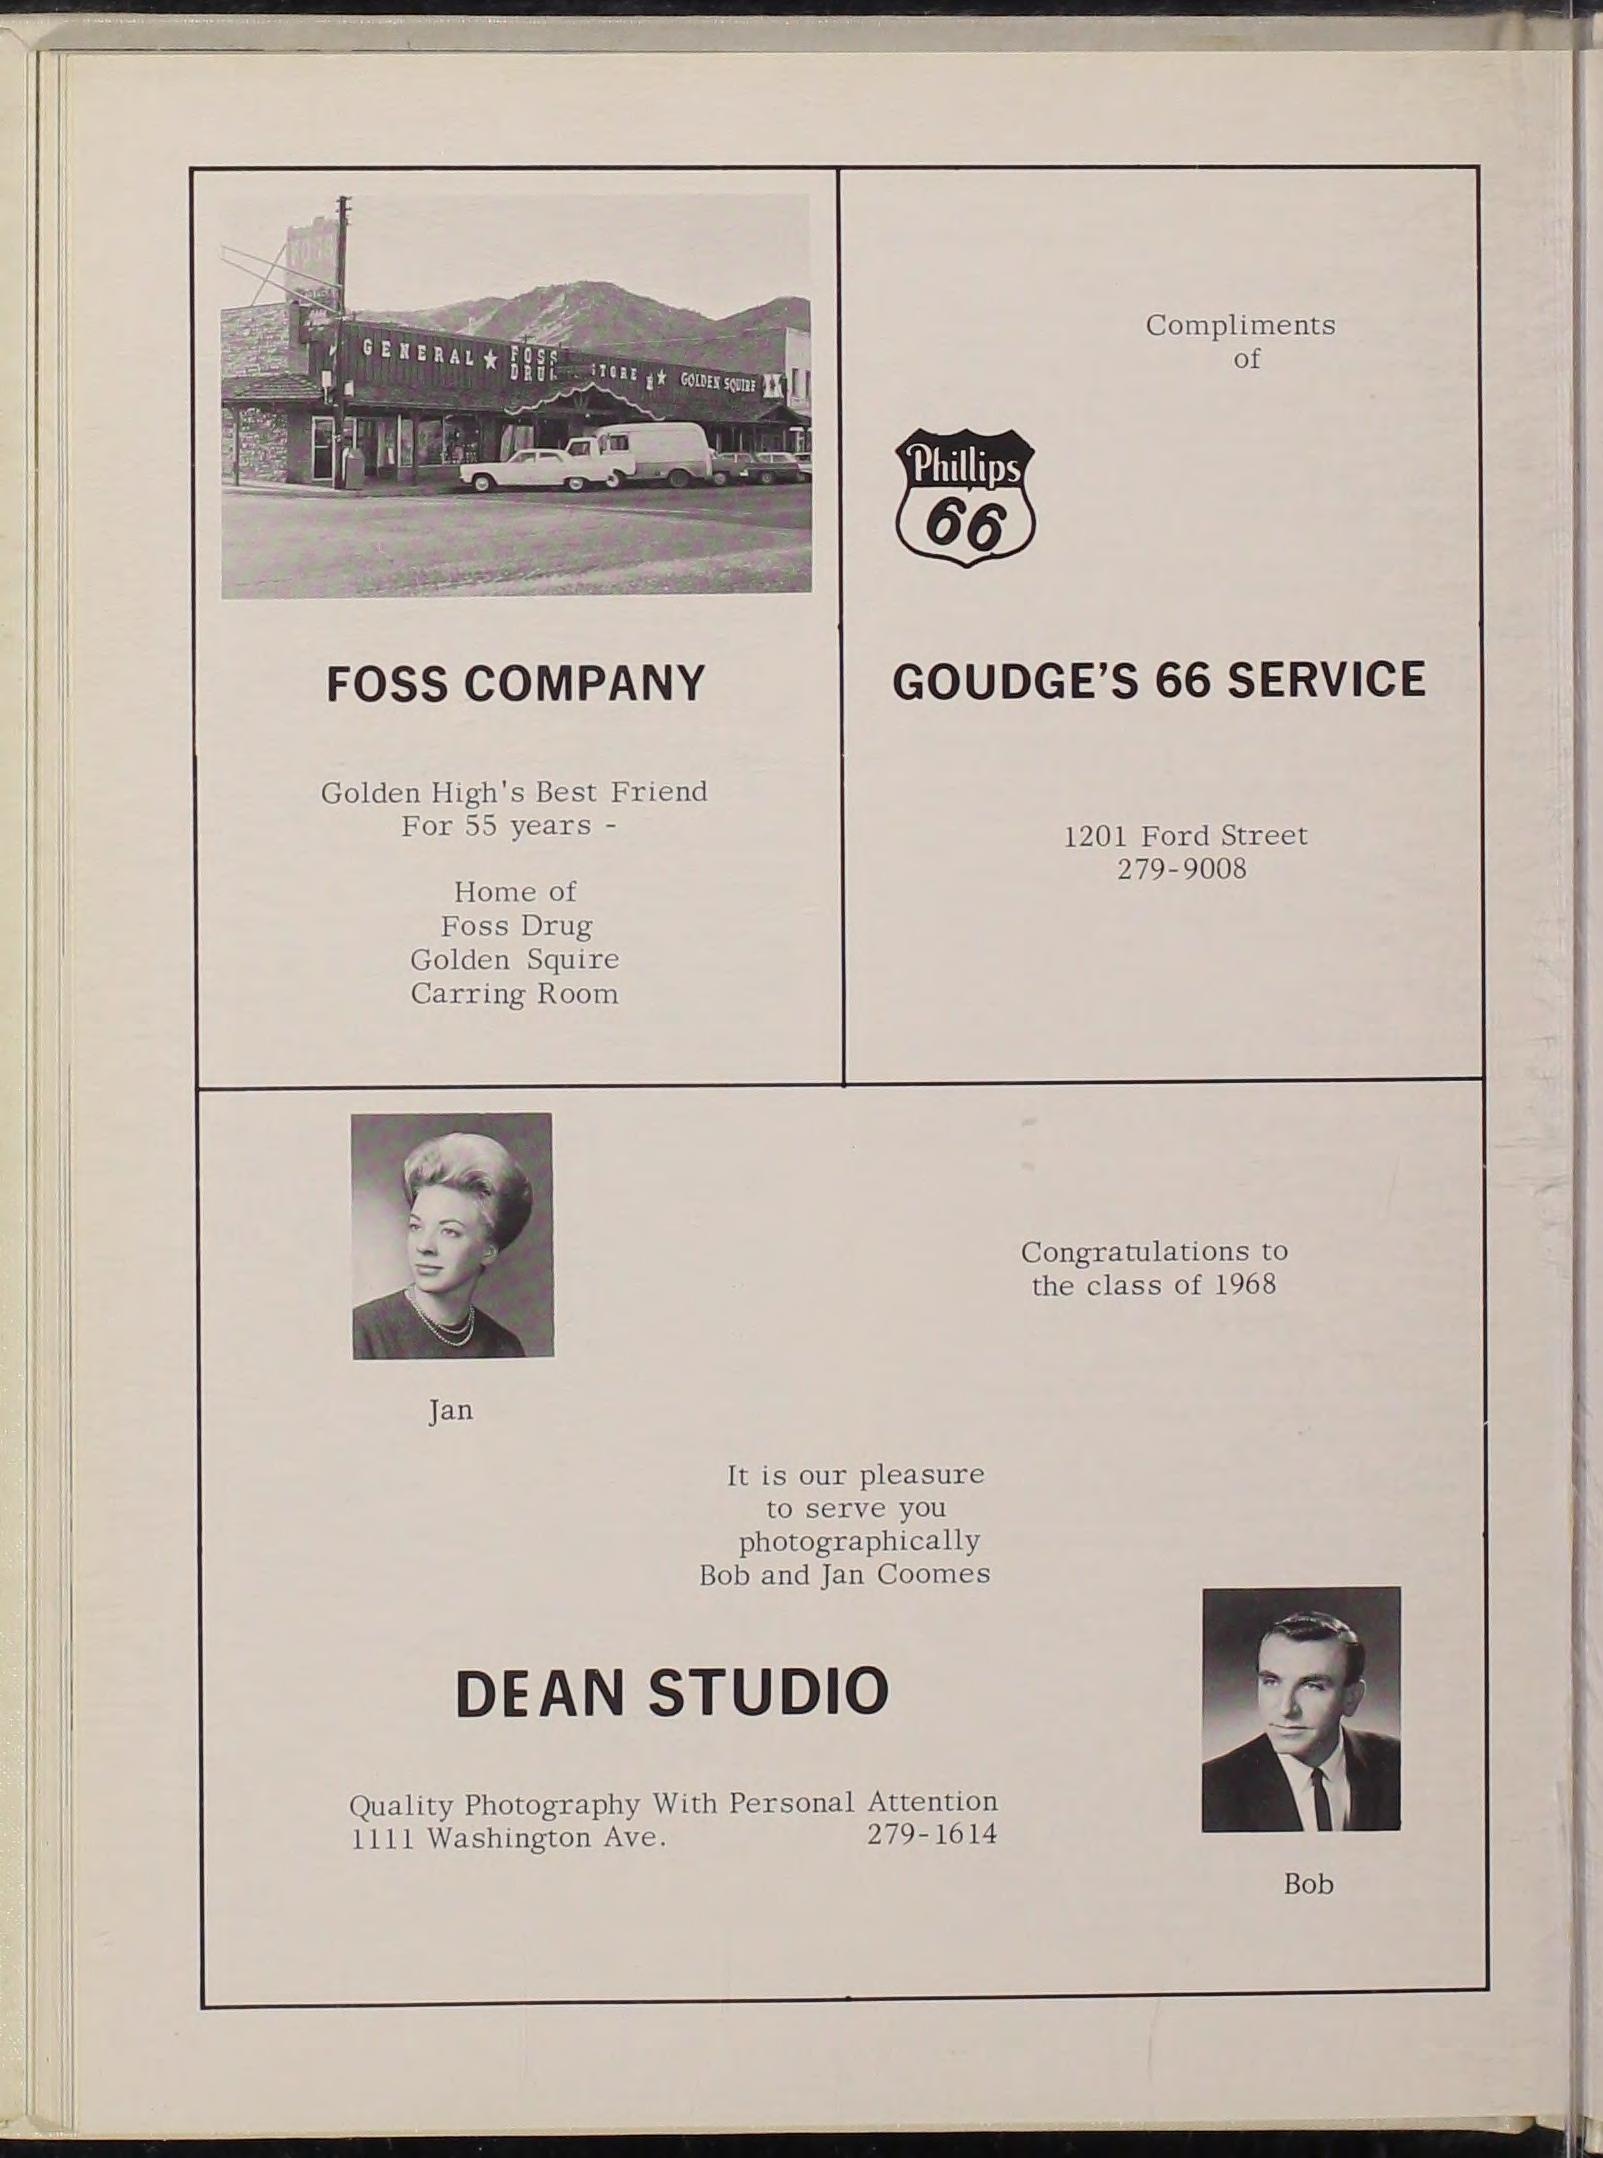 FOSS
GENERAL ★ FOSS DRUG STORE ★ GOLDEN SQUIRE
FOSS COMPANY
Golden High's Best Friend
For 55 years -
Home of
Foss Drug
Golden Squire
Carring Room
Compliments
of
Phillips
66
GOUDGE'S 66 SERVICE
1201 Ford Street
279-9008
Jan
Congratulations to
the class of 1968
It is our pleasure
to serve you
photographically
Bob and Jan Coomes
DEAN STUDIO
Quality Photography With Personal Attention
1111 Washington Ave. 279-1614
Bob